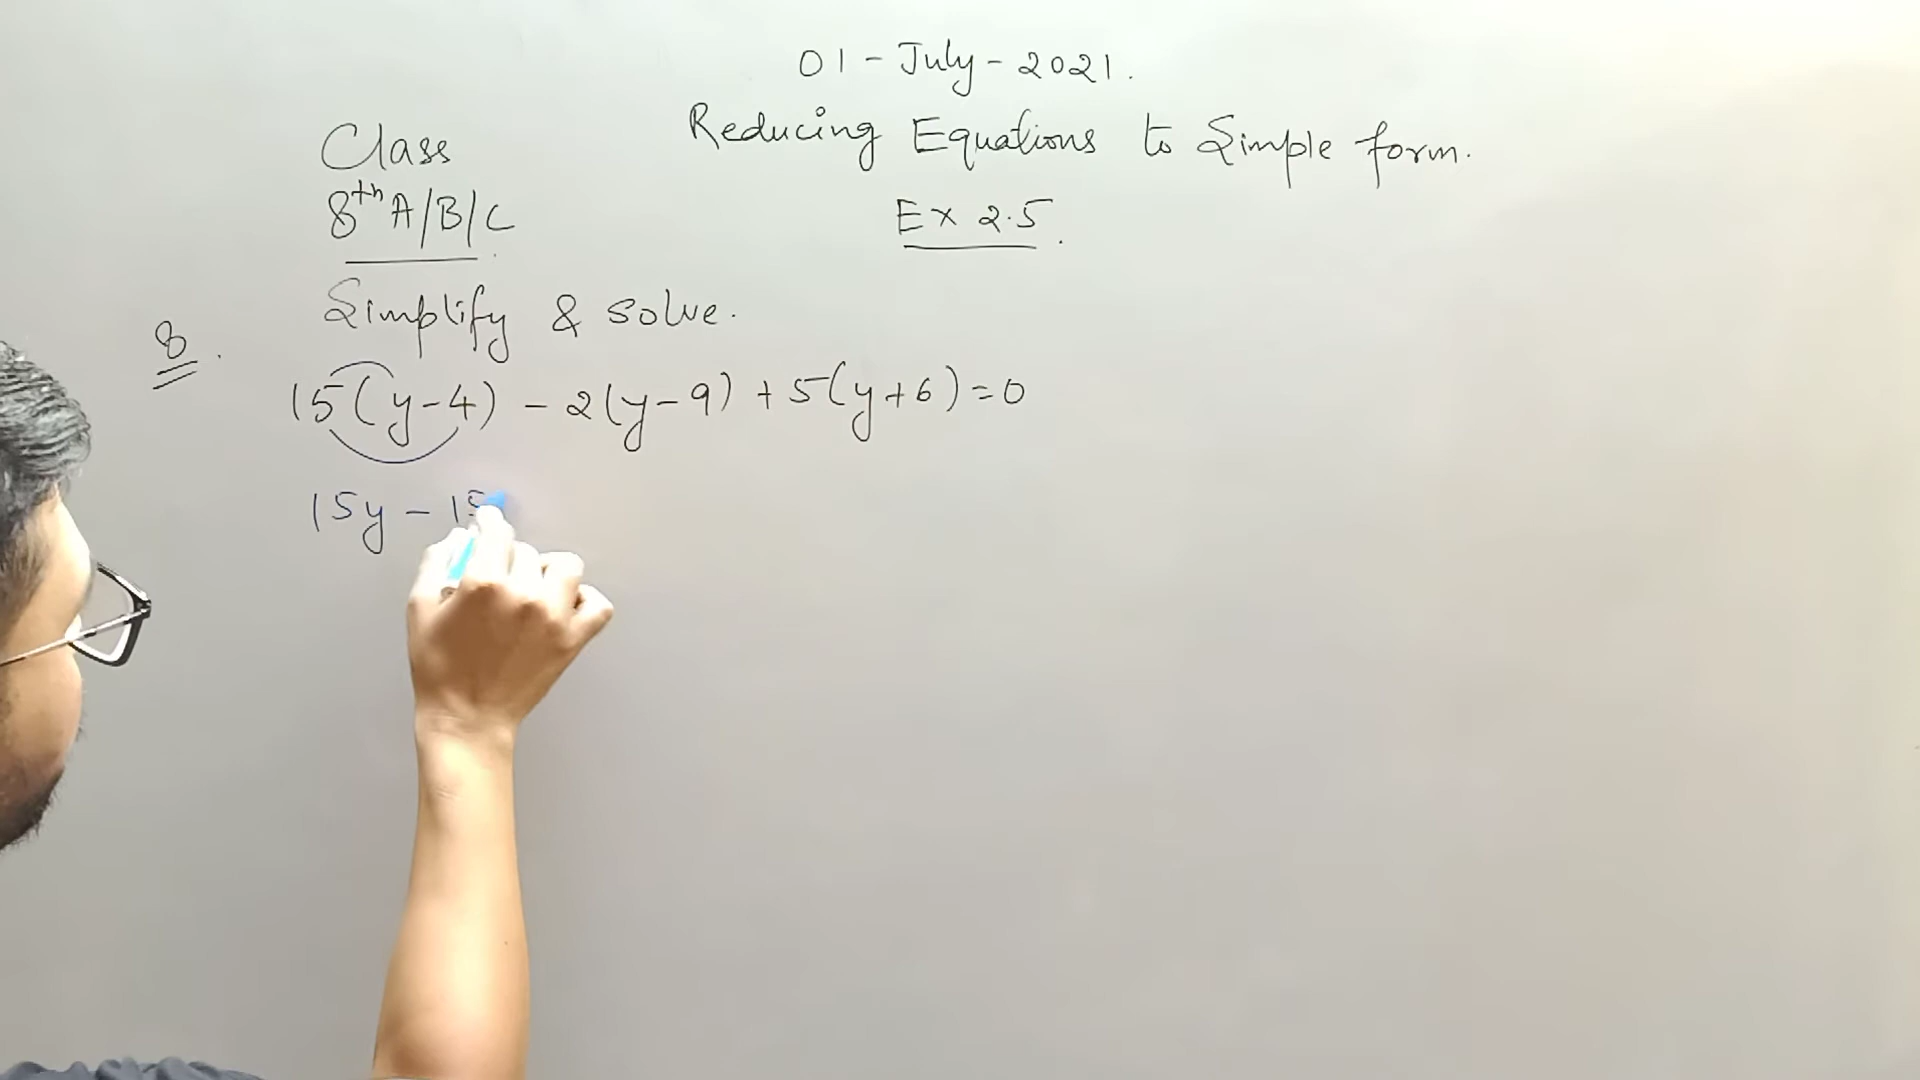 01-July-2021.
Reducing Equations to Simple form.
Ex 2.5.
Class
8th A/B/C
Simplify & solve.
8.
15(y-4) - 2(y-9) + 5(y+6) = 0
15y - 15